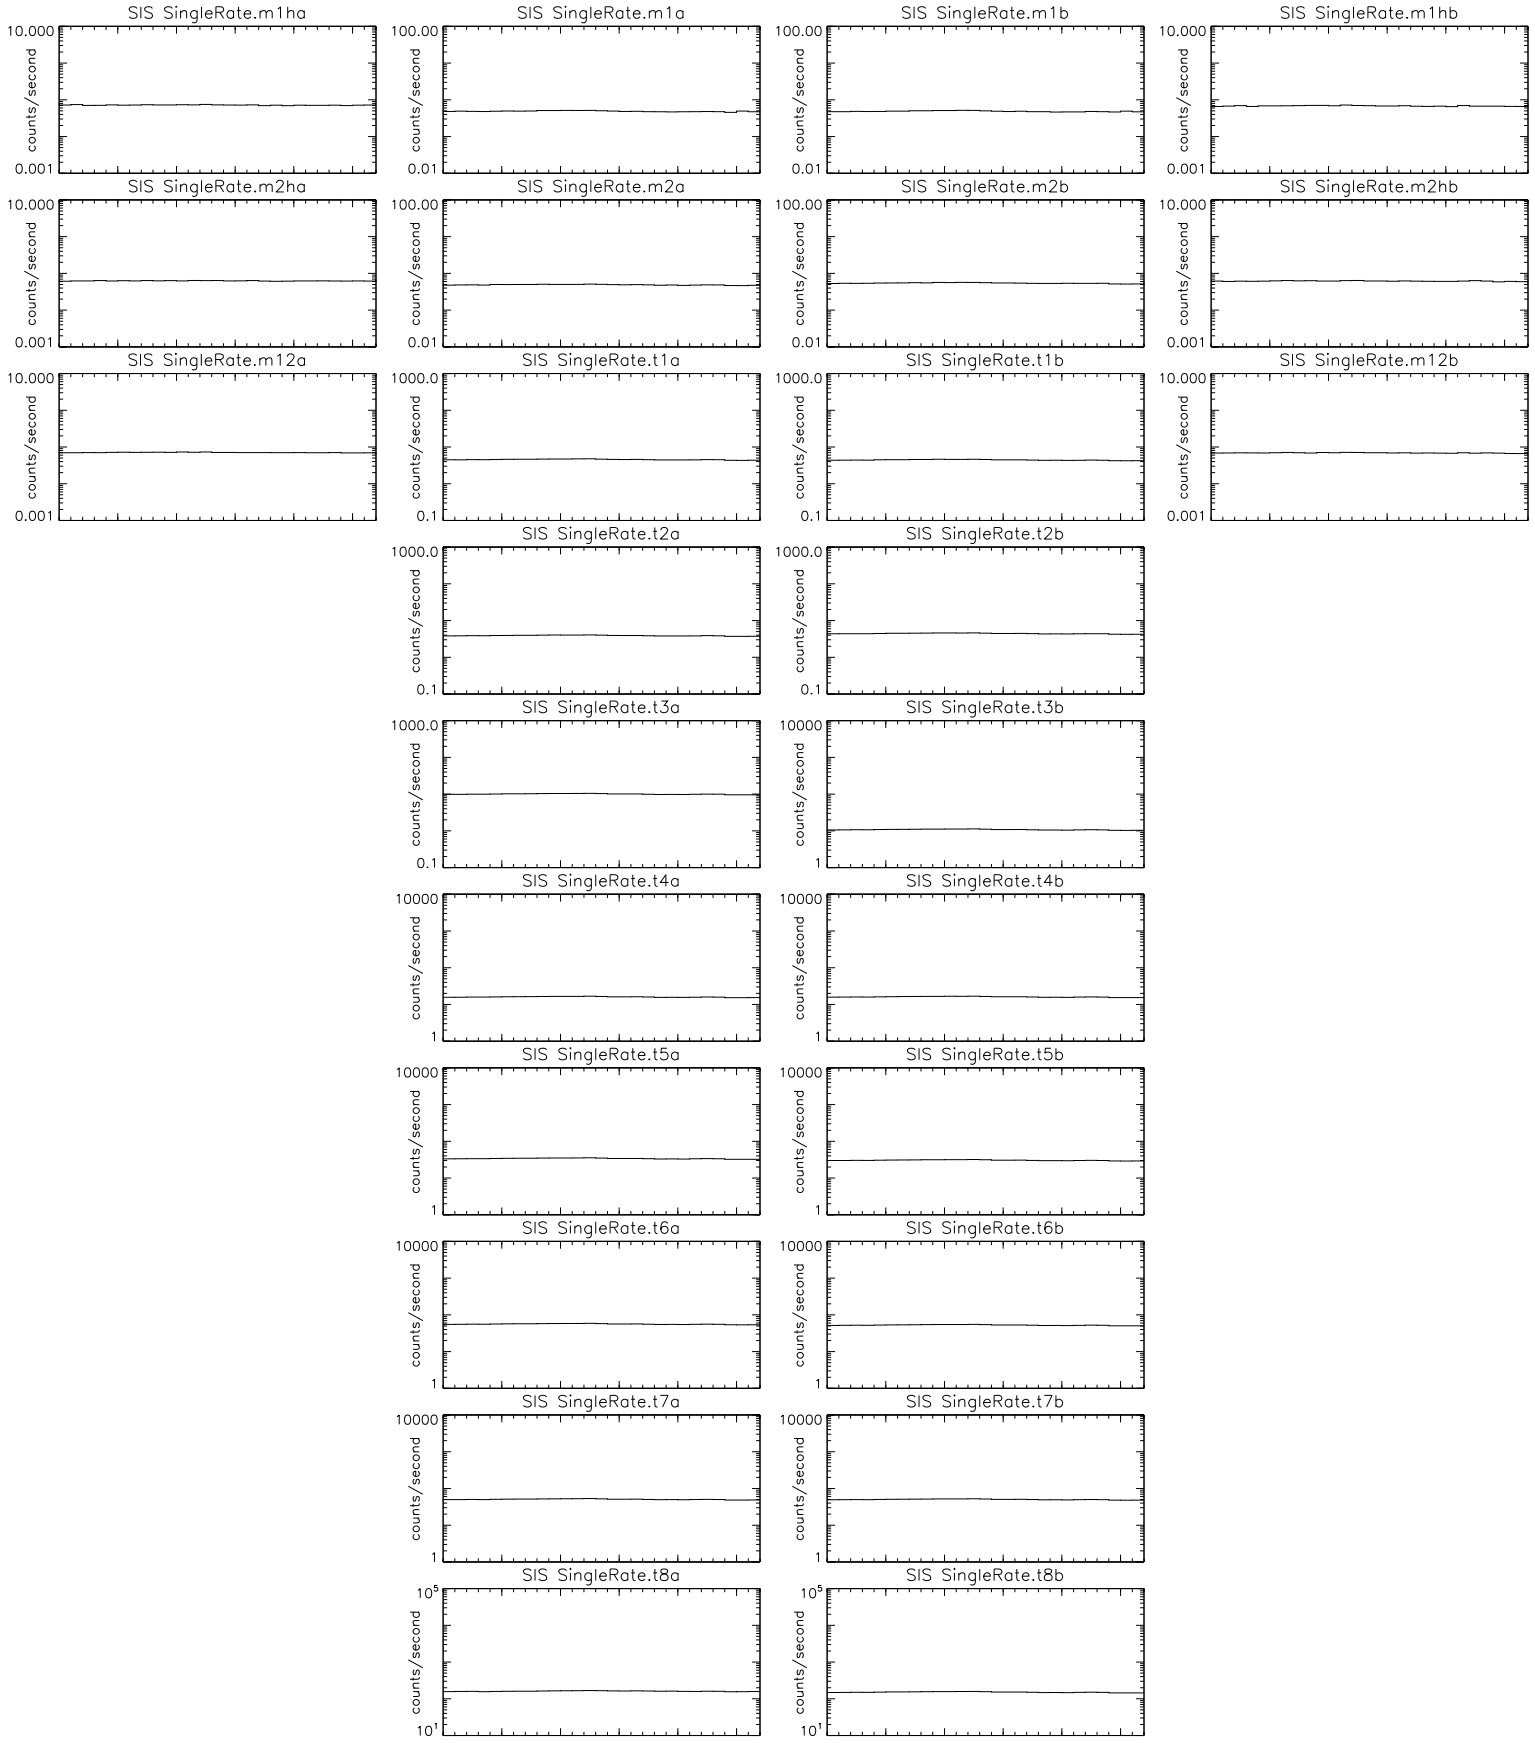 SIS SingleRate.m1ha
10.000
counts/second
0.001
SIS SingleRate.m1a
100.00
counts/second
0.01
SIS SingleRate.m1b
100.00
counts/second
0.01
SIS SingleRate.m1hb
10.000
counts/second
0.001
SIS SingleRate.m2ha
10.000
counts/second
0.001
SIS SingleRate.m2a
100.00
counts/second
0.01
SIS SingleRate.m2b
100.00
counts/second
0.01
SIS SingleRate.m2hb
10.000
counts/second
0.001
SIS SingleRate.m12a
10.000
counts/second
0.001
SIS SingleRate.t1a
1000.0
counts/second
0.1
SIS SingleRate.t1b
1000.0
counts/second
0.1
SIS SingleRate.m12b
10.000
counts/second
0.001
SIS SingleRate.t2a
1000.0
counts/second
0.1
SIS SingleRate.t2b
1000.0
counts/second
0.1
SIS SingleRate.t3a
1000.0
counts/second
0.1
SIS SingleRate.t3b
10000
counts/second
1
SIS SingleRate.t4a
10000
counts/second
1
SIS SingleRate.t4b
10000
counts/second
1
SIS SingleRate.t5a
10000
counts/second
1
SIS SingleRate.t5b
10000
counts/second
1
SIS SingleRate.t6a
10000
counts/second
1
SIS SingleRate.t6b
10000
counts/second
1
SIS SingleRate.t7a
10000
counts/second
1
SIS SingleRate.t7b
10000
counts/second
1
SIS SingleRate.t8a
10⁵
counts/second
10¹
SIS SingleRate.t8b
10⁵
counts/second
10¹